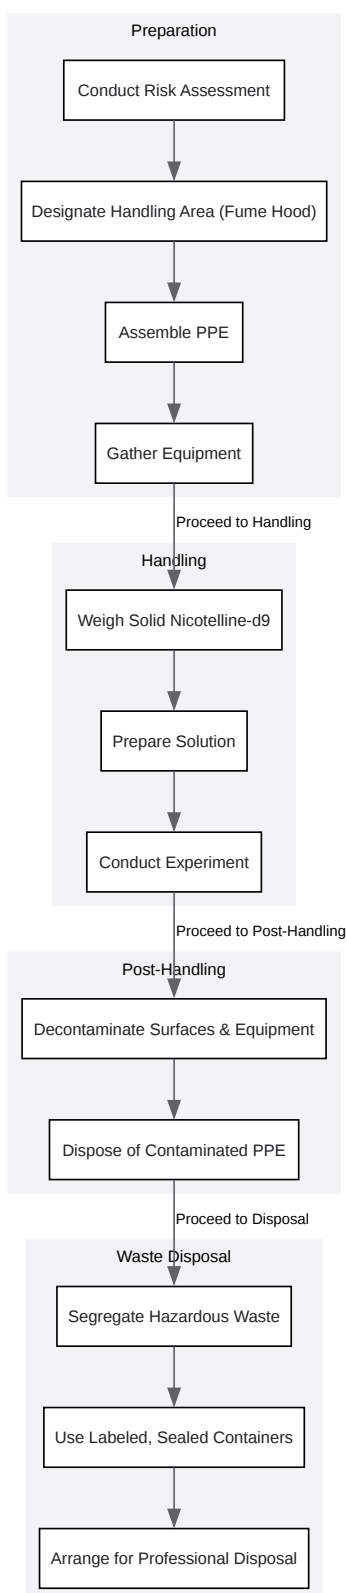 Preparation
Conduct Risk Assessment
Designate Handling Area (Fume Hood)
Assemble PPE
Gather Equipment
Proceed to Handling
Handling
Weigh Solid Nicotelline-d9
Prepare Solution
Conduct Experiment
Proceed to Post-Handling
Post-Handling
Decontaminate Surfaces & Equipment
Dispose of Contaminated PPE
Proceed to Disposal
Waste Disposal
Segregate Hazardous Waste
Use Labeled, Sealed Containers
Arrange for Professional Disposal